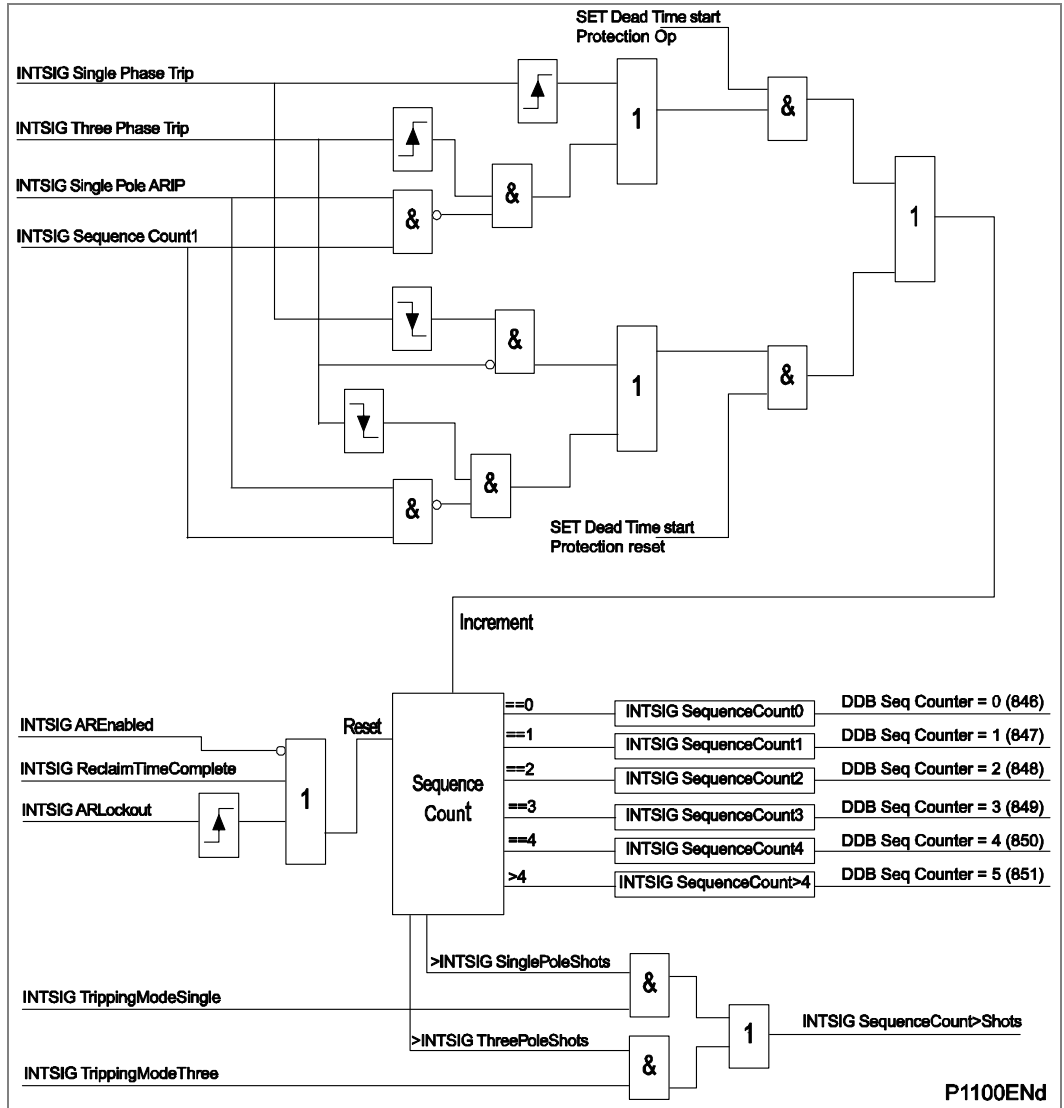 SET Dead Time start
Protection Op
INTSIG Single Phase Trip
1
&
INTSIG Three Phase Trip
&
INTSIG Single Pole ARIP
&
1
INTSIG Sequence Count1
&
1
&
&
&
SET Dead Time start
Protection reset
Increment
INTSIG AREnabled
INTSIG ReclaimTimeComplete
INTSIG ARLockout
1
Reset
Sequence
Count
==0
INTSIG SequenceCount0
DDB Seq Counter = 0 (846)
==1
INTSIG SequenceCount1
DDB Seq Counter = 1 (847)
==2
INTSIG SequenceCount2
DDB Seq Counter = 2 (848)
==3
INTSIG SequenceCount3
DDB Seq Counter = 3 (849)
==4
INTSIG SequenceCount4
DDB Seq Counter = 4 (850)
>4
INTSIG SequenceCount>4
DDB Seq Counter = 5 (851)
>INTSIG SinglePoleShots
&
INTSIG TrippingModeSingle
1
INTSIG SequenceCount>Shots
>INTSIG ThreePoleShots
&
INTSIG TrippingModeThree
P1100ENd